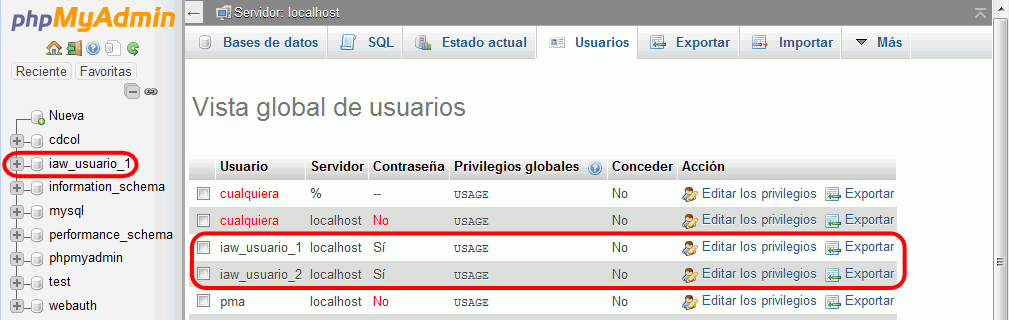 phpMyAdmin
Reciente Favoritas
Nueva
cdcol
iaw_usuario_1
information_schema
mysql
performance_schema
phpmyadmin
test
webauth
Servidor: localhost
Bases de datos SQL Estado actual Usuarios Exportar Importar Más
Vista global de usuarios
Usuario Servidor Contraseña Privilegios globales Conceder Acción
cualquiera % -- USAGE No Editar los privilegios Exportar
cualquiera localhost No USAGE No Editar los privilegios Exportar
iaw_usuario_1 localhost Sí USAGE No Editar los privilegios Exportar
iaw_usuario_2 localhost Sí USAGE No Editar los privilegios Exportar
pma localhost No USAGE No Editar los privilegios Exportar